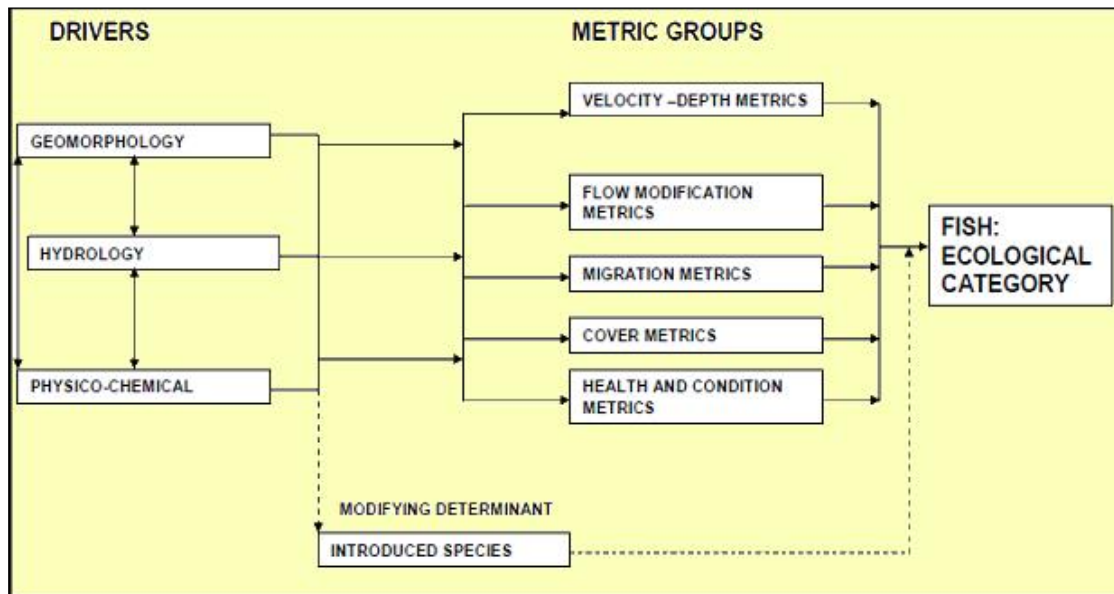 DRIVERS
METRIC GROUPS
GEOMORPHOLOGY
HYDROLOGY
PHYSICO-CHEMICAL
VELOCITY –DEPTH METRICS
FLOW MODIFICATION
METRICS
MIGRATION METRICS
COVER METRICS
HEALTH AND CONDITION
METRICS
FISH:
ECOLOGICAL
CATEGORY
MODIFYING DETERMINANT
INTRODUCED SPECIES